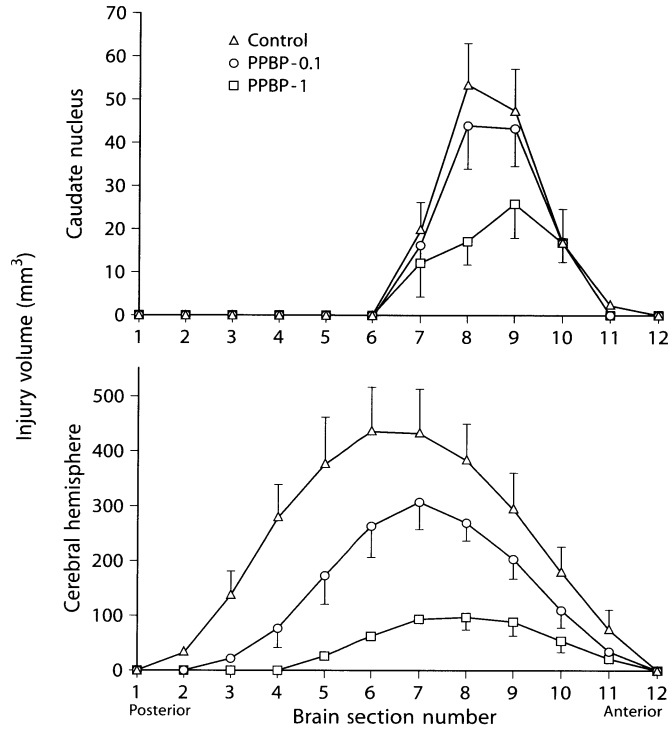 Injury volume (mm³)
Caudate nucleus
70
60
50
40
30
20
10
0
Control
PPBP-0.1
PPBP-1
1 2 3 4 5 6 7 8 9 10 11 12
Cerebral hemisphere
500
400
300
200
100
0
1 2 3 4 5 6 7 8 9 10 11 12
Posterior Brain section number Anterior